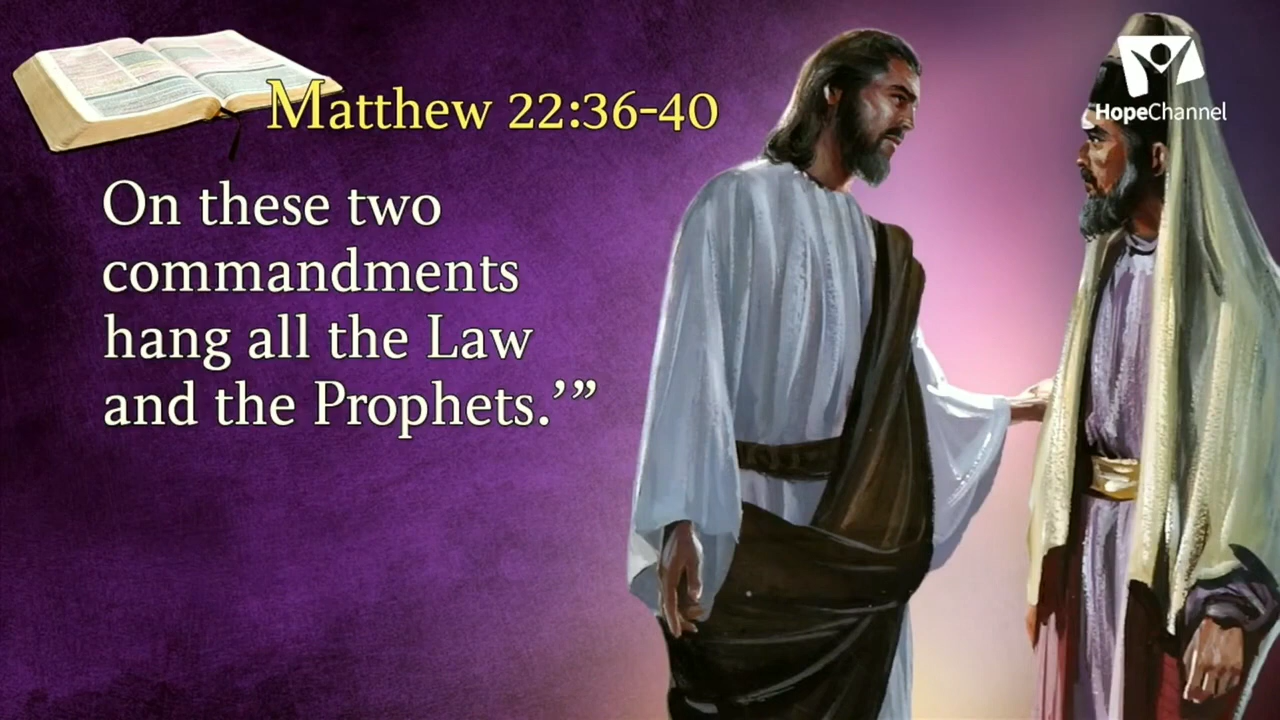 Matthew 22:36-40
HopeChannel
On these two
commandments
hang all the Law
and the Prophets.’”